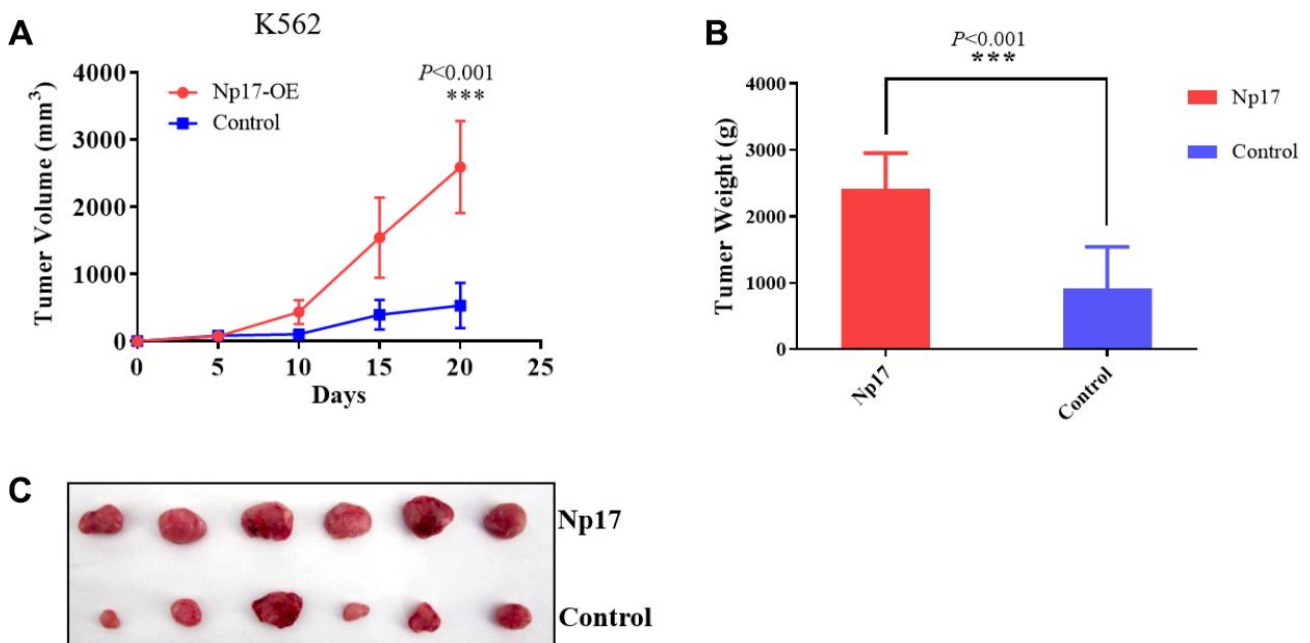 A
K562
Tumer Volume (mm³)
4000
3000
2000
1000
0
0
5
10
15
20
25
Days
Np17-OE
Control
P<0.001
***
B
P<0.001
***
Tumer Weight (g)
4000
3000
2000
1000
0
Np17
Control
Np17
Control
C
Np17
Control